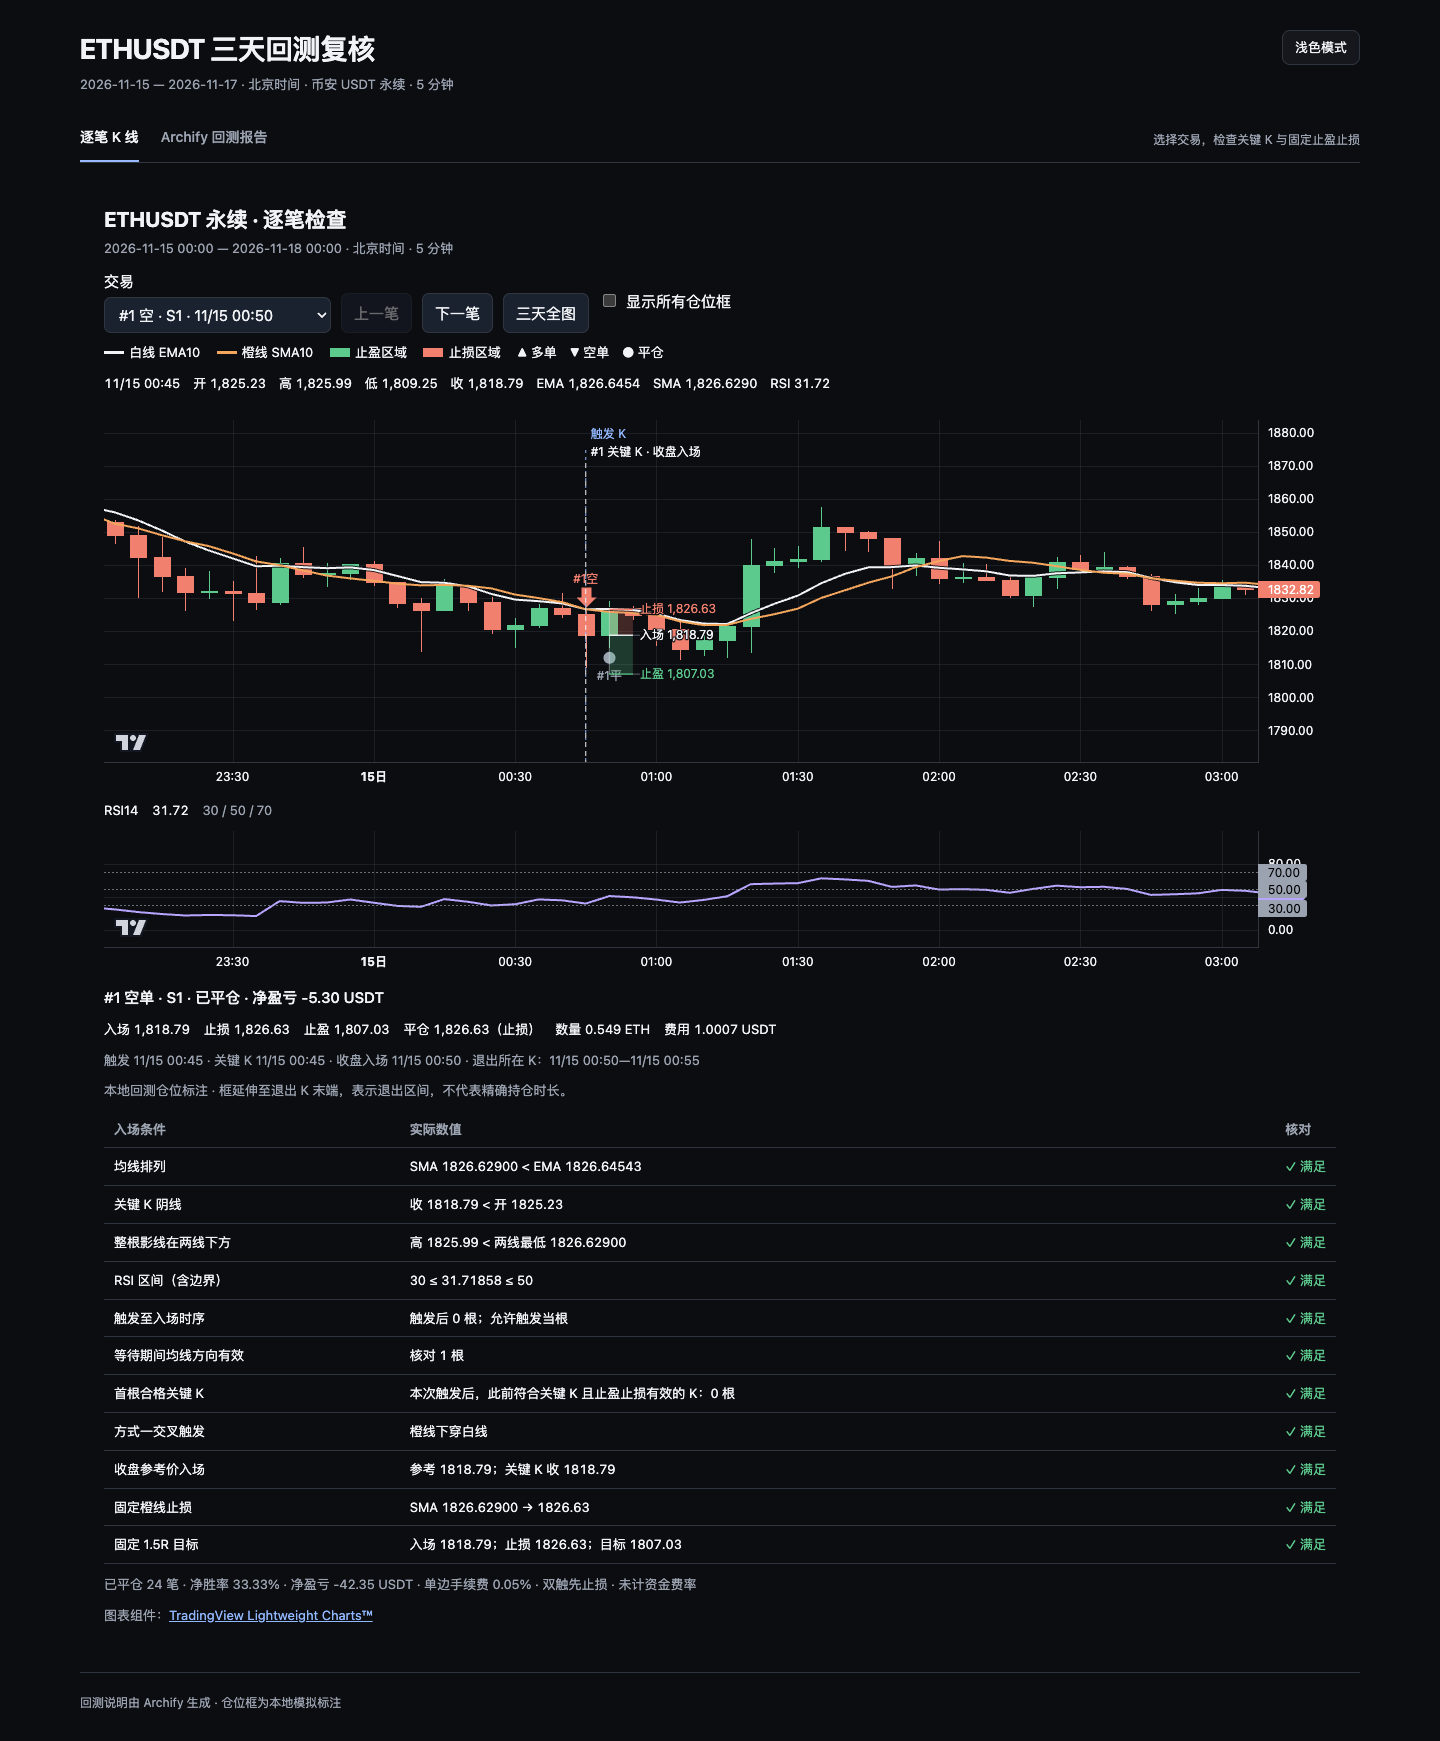 ETHUSDT 三天回测复核
浅色模式
2026-11-15 — 2026-11-17 · 北京时间 · 币安 USDT 永续 · 5 分钟
逐笔 K 线 Archify 回测报告
选择交易，检查关键 K 与固定止盈止损
ETHUSDT 永续 · 逐笔检查
2026-11-15 00:00 — 2026-11-18 00:00 · 北京时间 · 5 分钟
交易
#1 空 · S1 · 11/15 00:50 上一笔 下一笔 三天全图 显示所有仓位框
白线 EMA10 橙线 SMA10 止盈区域 止损区域 ▲ 多单 ▼ 空单 ● 平仓
11/15 00:45 开 1,825.23 高 1,825.99 低 1,809.25 收 1,818.79 EMA 1,826.6454 SMA 1,826.6290 RSI 31.72
触发 K
#1 关键 K · 收盘入场
1880.00
1870.00
1860.00
1850.00
1840.00
1832.82
1830.00
1820.00
1810.00
1800.00
1790.00
#1空
止损 1,826.63
入场 1,818.79
止盈 1,807.03
#1平
23:30 15日 00:30 01:00 01:30 02:00 02:30 03:00
RSI14 31.72 30 / 50 / 70
80.00
70.00
50.00
30.00
0.00
23:30 15日 00:30 01:00 01:30 02:00 02:30 03:00
#1 空单 · S1 · 已平仓 · 净盈亏 -5.30 USDT
入场 1,818.79 止损 1,826.63 止盈 1,807.03 平仓 1,826.63（止损） 数量 0.549 ETH 费用 1.0007 USDT
触发 11/15 00:45 · 关键 K 11/15 00:45 · 收盘入场 11/15 00:50 · 退出所在 K：11/15 00:50—11/15 00:55
本地回测仓位标注 · 框延伸至退出 K 末端，表示退出区间，不代表精确持仓时长。
入场条件 实际数值 核对
均线排列 SMA 1826.62900 < EMA 1826.64543 ✓ 满足
关键 K 阴线 收 1818.79 < 开 1825.23 ✓ 满足
整根影线在两线下方 高 1825.99 < 两线最低 1826.62900 ✓ 满足
RSI 区间（含边界） 30 ≤ 31.71858 ≤ 50 ✓ 满足
触发至入场时序 触发后 0 根；允许触发当根 ✓ 满足
等待期间均线方向有效 核对 1 根 ✓ 满足
首根合格关键 K 本次触发后，此前符合关键 K 且止盈止损有效的 K：0 根 ✓ 满足
方式一交叉触发 橙线下穿白线 ✓ 满足
收盘参考价入场 参考 1818.79；关键 K 收 1818.79 ✓ 满足
固定橙线止损 SMA 1826.62900 → 1826.63 ✓ 满足
固定 1.5R 目标 入场 1818.79；止损 1826.63；目标 1807.03 ✓ 满足
已平仓 24 笔 · 净胜率 33.33% · 净盈亏 -42.35 USDT · 单边手续费 0.05% · 双触先止损 · 未计资金费率
图表组件：TradingView Lightweight Charts™
回测说明由 Archify 生成 · 仓位框为本地模拟标注